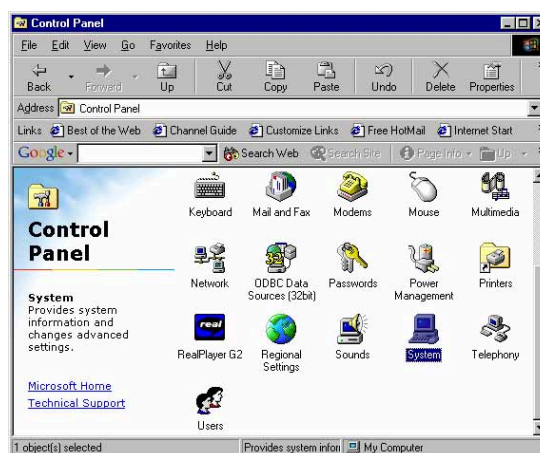 Control Panel
File Edit View Go Favorites Help
Back Forward Up Cut Copy Paste Undo Delete Properties
Address Control Panel
Links Best of the Web Channel Guide Customize Links Free HotMail Internet Start
Google Search Web Search Site Page Info Up
Control
Panel
System
Provides system
information and
changes advanced
settings.
Microsoft Home
Technical Support
Keyboard Mail and Fax Modems Mouse Multimedia
Network ODBC Data Passwords Power Printers
Sources (32bit) Management
real
RealPlayer G2 Regional Sounds System Telephony
Settings
Users
1 object(s) selected Provides system infori My Computer